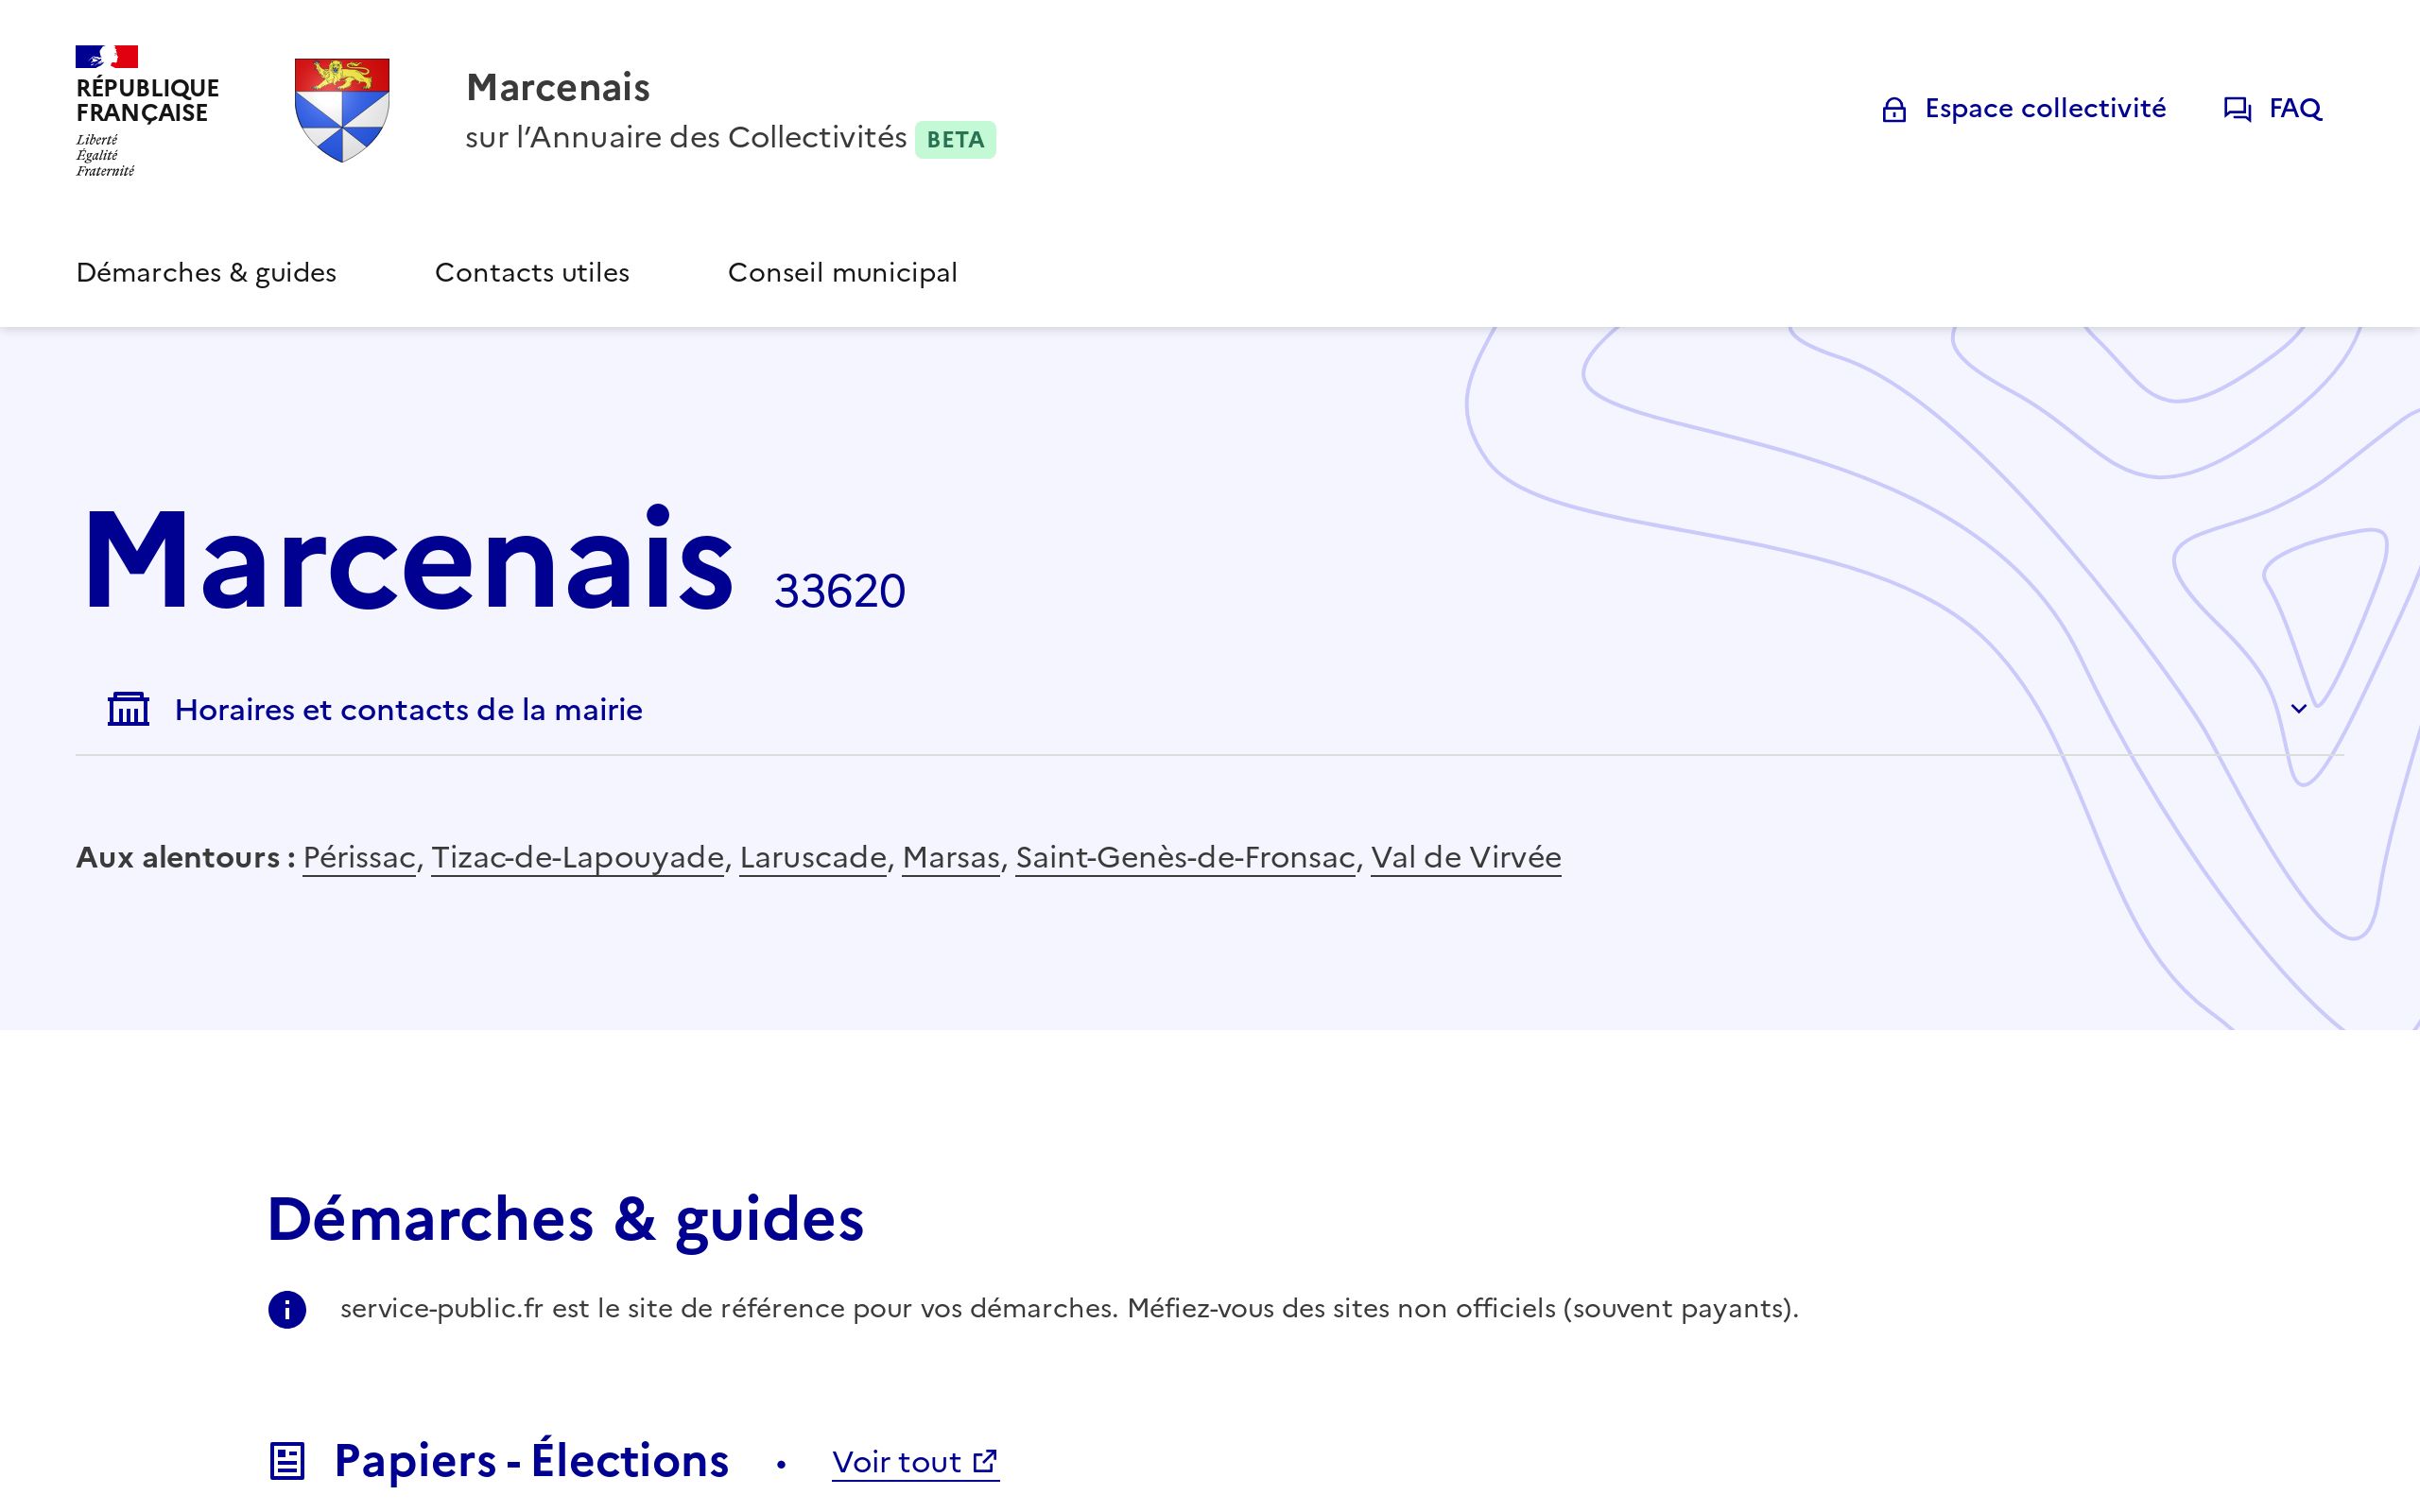 RÉPUBLIQUE
FRANÇAISE
Liberté
Égalité
Fraternité
Marcenais
sur l’Annuaire des Collectivités BETA
Espace collectivité
FAQ
Démarches & guides
Contacts utiles
Conseil municipal
Marcenais 33620
Horaires et contacts de la mairie
Aux alentours : Périssac, Tizac-de-Lapouyade, Laruscade, Marsas, Saint-Genès-de-Fronsac, Val de Virvée
Démarches & guides
service-public.fr est le site de référence pour vos démarches. Méfiez-vous des sites non officiels (souvent payants).
Papiers - Élections • Voir tout